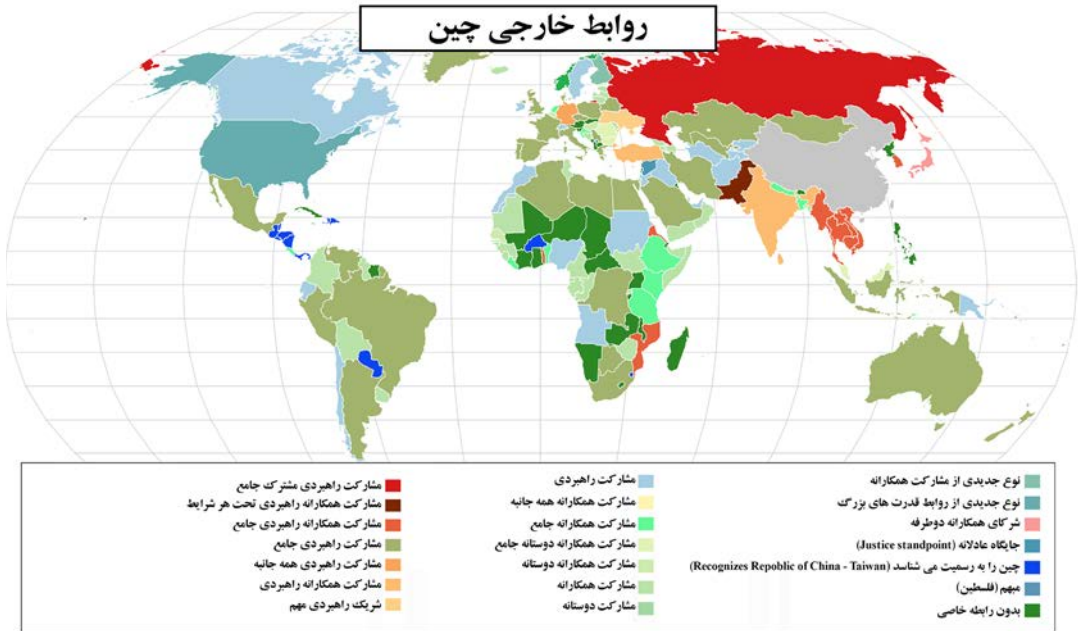 روابط خارجی چین
مشارکت راهبردی مشترک جامع
مشارکت همکارانه راهبردی تحت هر شرایط
مشارکت همکارانه راهبردی جامع
مشارکت راهبردی جامع
مشارکت راهبردی همه جانبه
مشارکت همکارانه راهبردی
شریک راهبردی مهم
مشارکت راهبردی
مشارکت همکارانه همه جانبه
مشارکت همکارانه جامع
مشارکت همکارانه دوستانه جامع
مشارکت همکارانه دوستانه
مشارکت همکارانه
مشارکت دوستانه
نوع جدیدی از مشارکت همکارانه
نوع جدیدی از روابط قدرت های بزرگ
شرکای همکارانه دوطرفه
جایگاه عادلانه (Justice standpoint)
چین را به رسمیت می شناسد (Recognizes Repoblic of China - Taiwan)
مبهم (فلسطین)
بدون رابطه خاصی